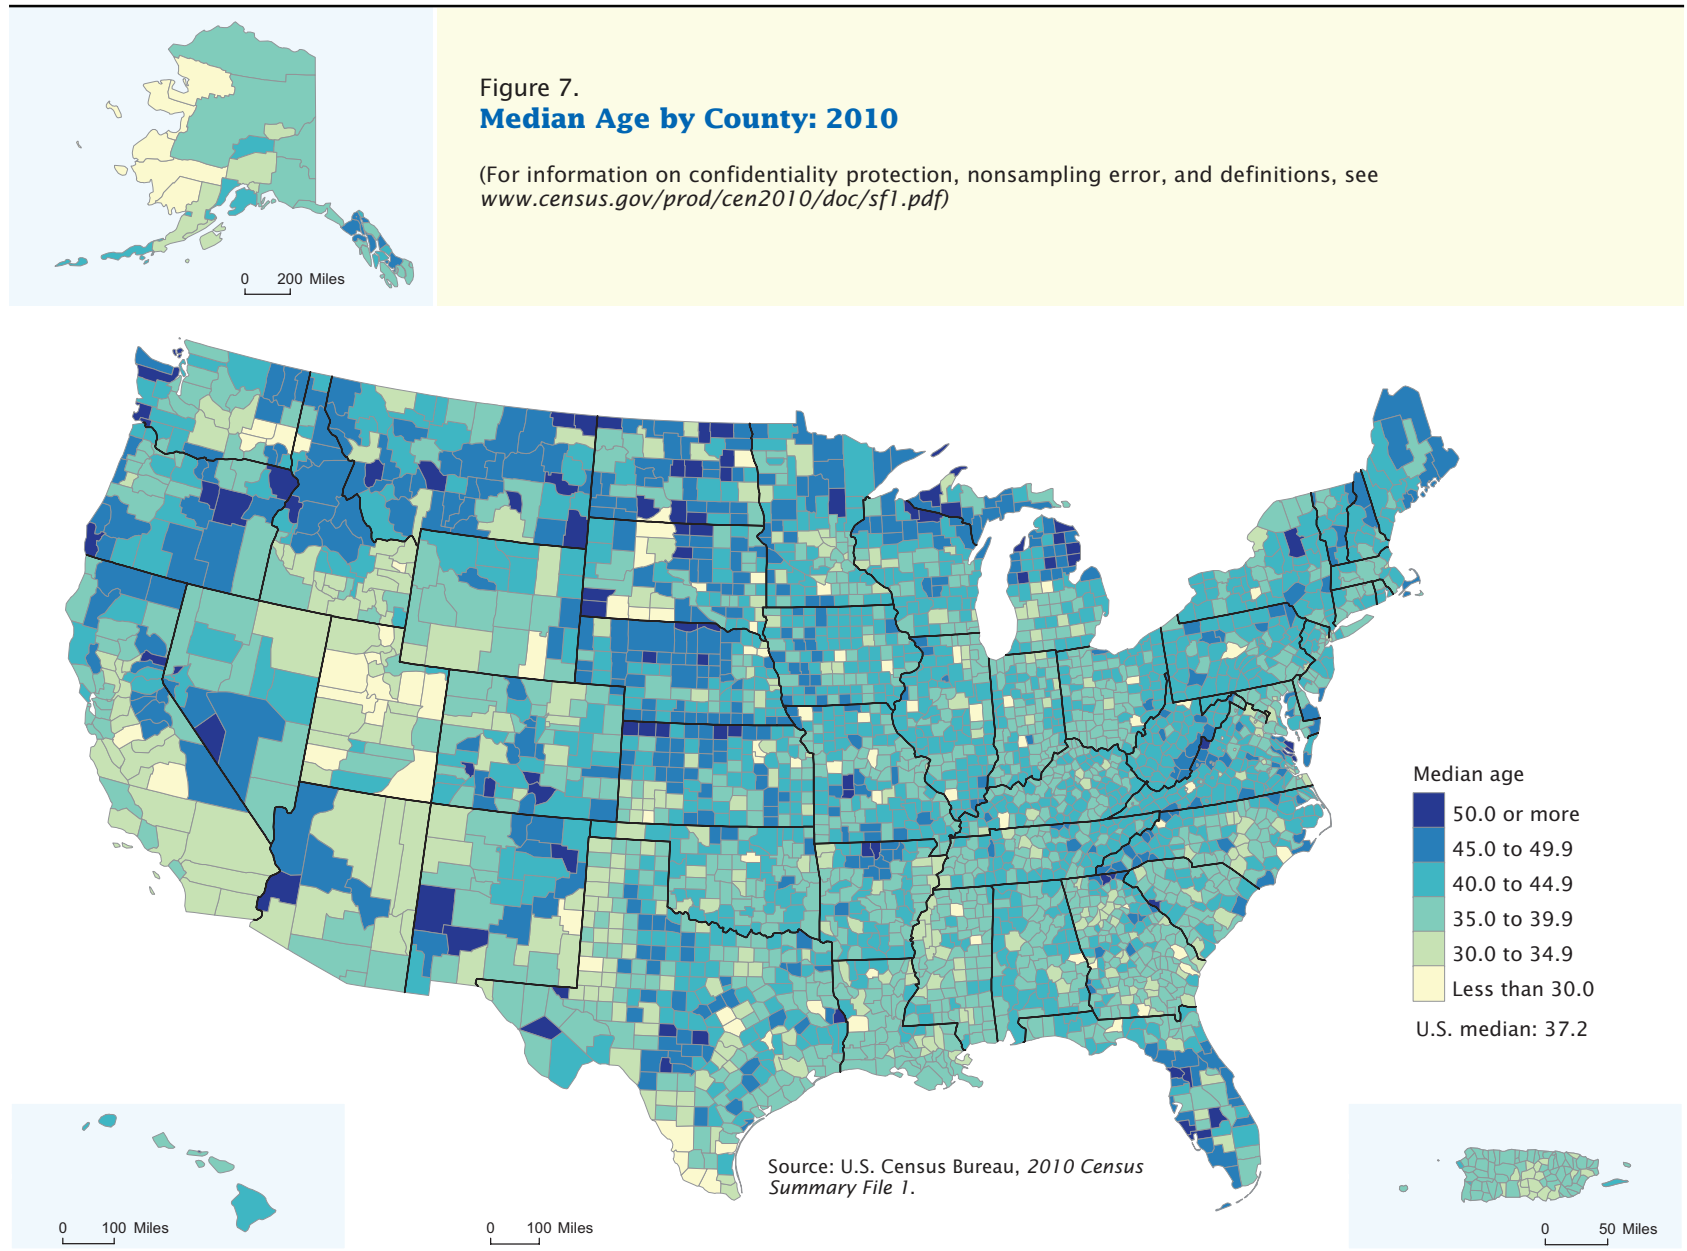 Figure 7.
Median Age by County: 2010
(For information on confidentiality protection, nonsampling error, and definitions, see
www.census.gov/prod/cen2010/doc/sf1.pdf)
0 200 Miles
Median age
50.0 or more
45.0 to 49.9
40.0 to 44.9
35.0 to 39.9
30.0 to 34.9
Less than 30.0
U.S. median: 37.2
Source: U.S. Census Bureau, 2010 Census
Summary File 1.
0 100 Miles
0 100 Miles
0 50 Miles